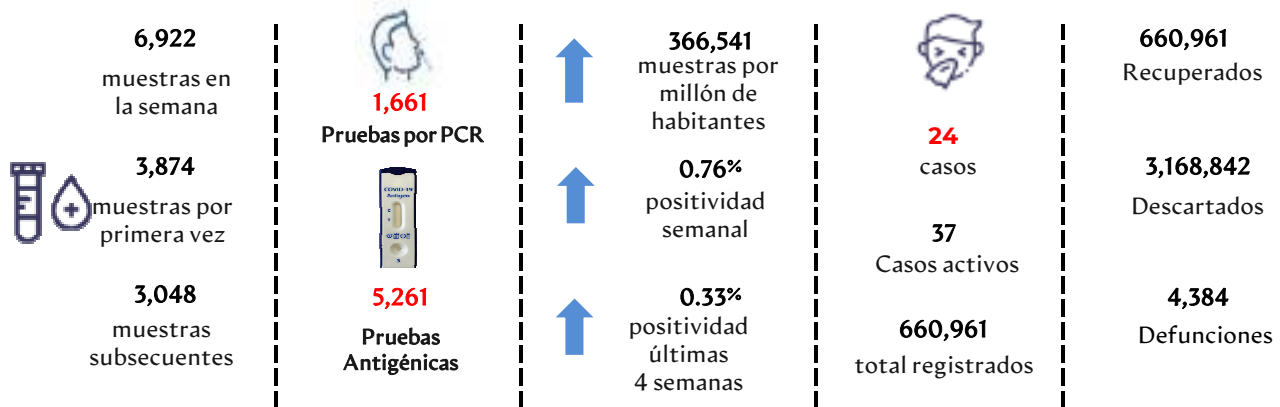 6,922
muestras en
la semana
3,874
muestras por
primera vez
3,048
muestras
subsecuentes
1,661
Pruebas por PCR
COVID-19
Antigen
5,261
Pruebas
Antigénicas
366,541
muestras por
millón de
habitantes
0.76%
positividad
semanal
0.33%
positividad
últimas
4 semanas
24
casos
37
Casos activos
660,961
total registrados
660,961
Recuperados
3,168,842
Descartados
4,384
Defunciones